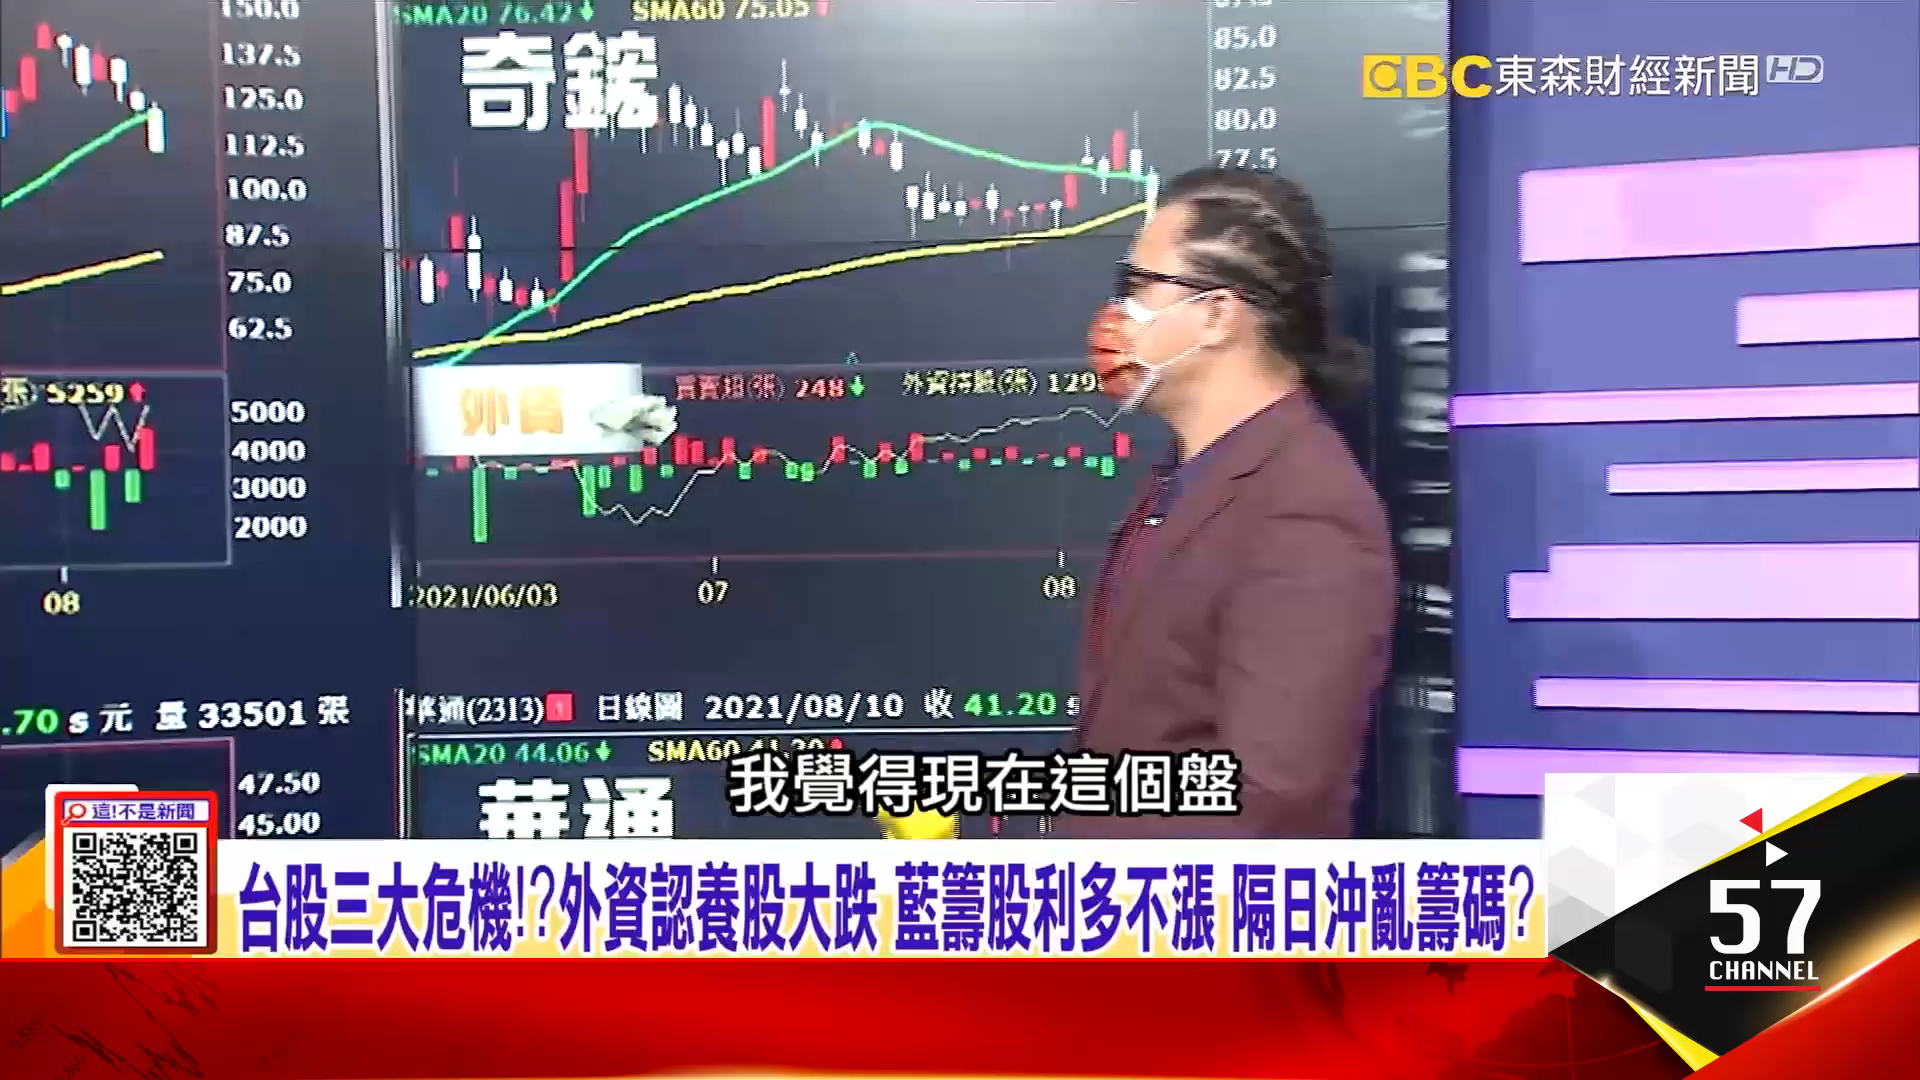 150.0
137.5
125.0
112.5
100.0
87.5
75.0
62.5
張) 5259
5000
4000
3000
2000
08
.70 s 元 量 33501 張
47.50
45.00
SMA20 76.42 SMA60 75.05
奇鋐
85.0
82.5
80.0
77.5
外資
買賣超(張) 248 外資持股(張)
2021/06/03 07 08
華通(2313) 日線圖 2021/08/10 收 41.20 s
SMA20 44.06 SMA60
華通
EBC 東森財經新聞 HD
我覺得現在這個盤
這!不是新聞
台股三大危機!?外資認養股大跌 藍籌股利多不漲 隔日沖亂籌碼?
57
CHANNEL